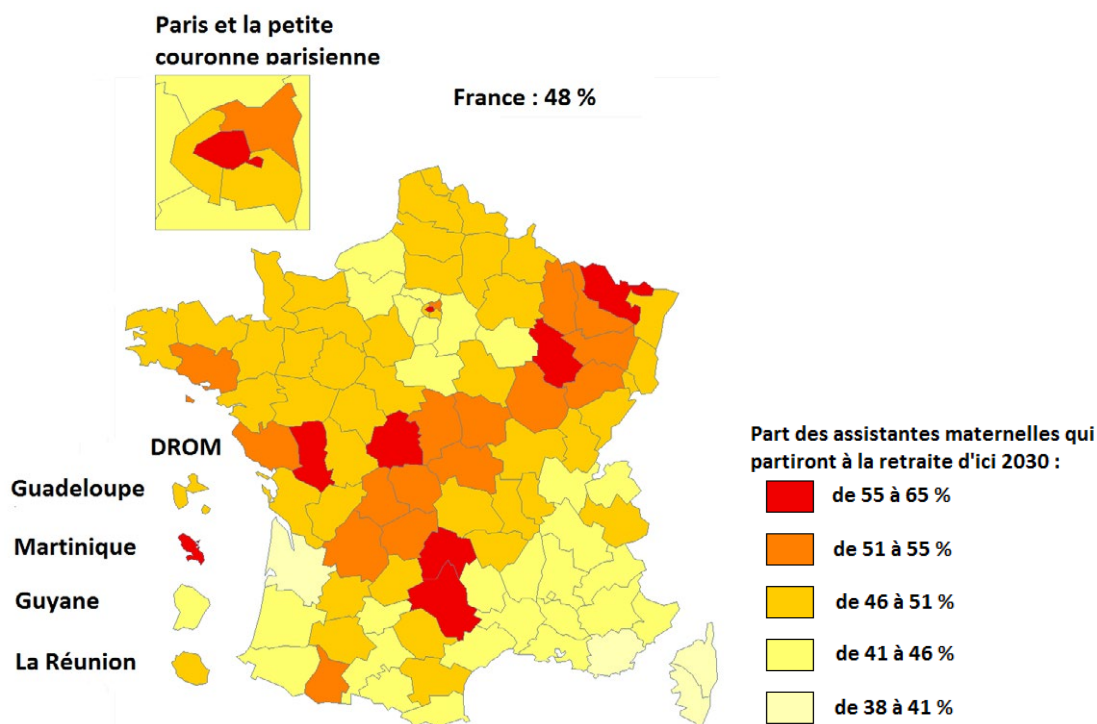 Paris et la petite
couronne parisienne
France : 48 %
DROM
Guadeloupe
Martinique
Guyane
La Réunion
Part des assistantes maternelles qui
partiront à la retraite d'ici 2030 :
de 55 à 65 %
de 51 à 55 %
de 46 à 51 %
de 41 à 46 %
de 38 à 41 %